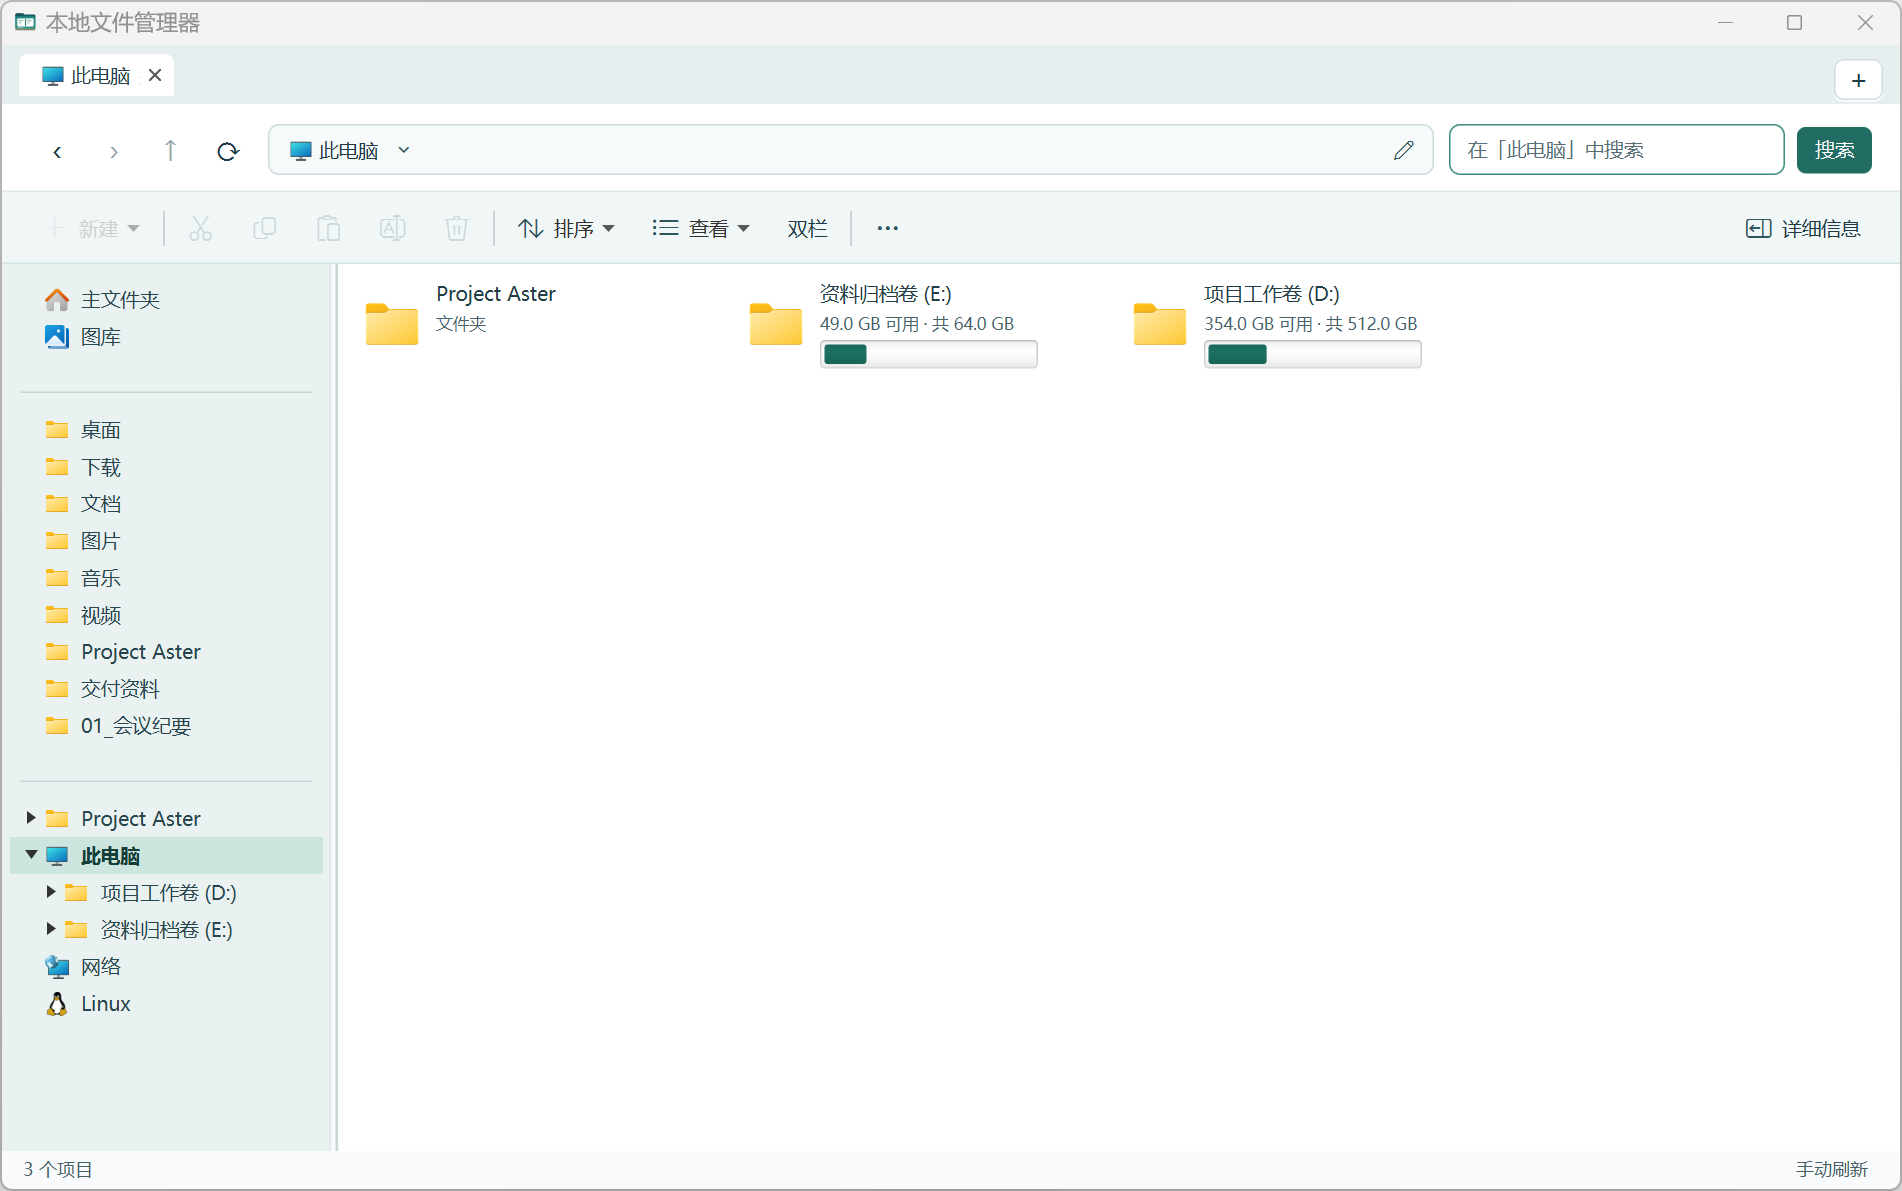 本地文件管理器
此电脑
此电脑
在「此电脑」中搜索
搜索
新建
排序
查看
双栏
详细信息
主文件夹
图库
桌面
下载
文档
图片
音乐
视频
Project Aster
交付资料
01_会议纪要
Project Aster
此电脑
项目工作卷 (D:)
资料归档卷 (E:)
网络
Linux
Project Aster
文件夹
资料归档卷 (E:)
49.0 GB 可用 · 共 64.0 GB
项目工作卷 (D:)
354.0 GB 可用 · 共 512.0 GB
3 个项目
手动刷新